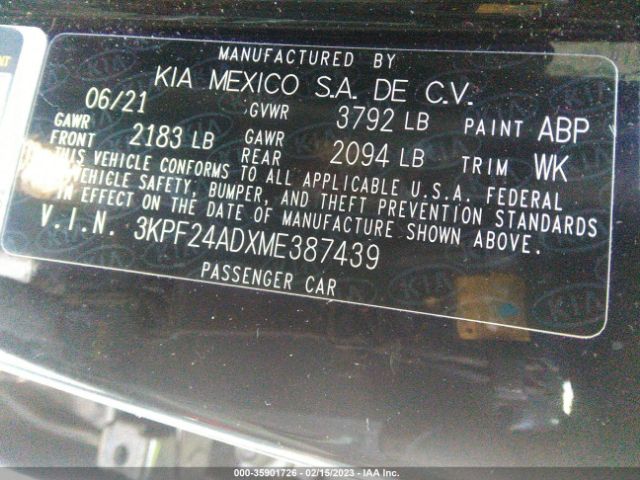 MANUFACTURED BY
KIA MEXICO S.A. DE C.V.
06/21 GVWR 3792 LB PAINT ABP
GAWR FRONT 2183 LB GAWR REAR 2094 LB TRIM WK
THIS VEHICLE CONFORMS TO ALL APPLICABLE U.S.A. FEDERAL
VEHICLE SAFETY, BUMPER, AND THEFT PREVENTION STANDARDS
IN EFFECT ON THE DATE OF MANUFACTURE SHOWN ABOVE.
V.I.N. 3KPF24ADXME387439
PASSENGER CAR
000-35901726 - 02/15/2023 - IAA Inc.